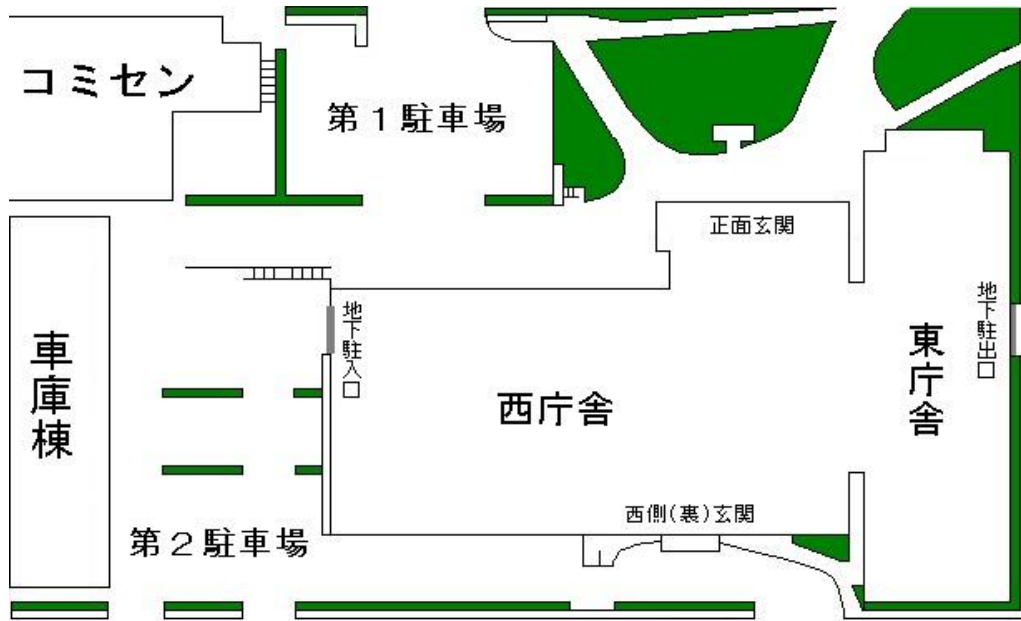 コミセン
第１駐車場
正面玄関
地下駐入口
地下駐出口
車庫棟
西庁舎
東庁舎
西側(裏)玄関
第２駐車場